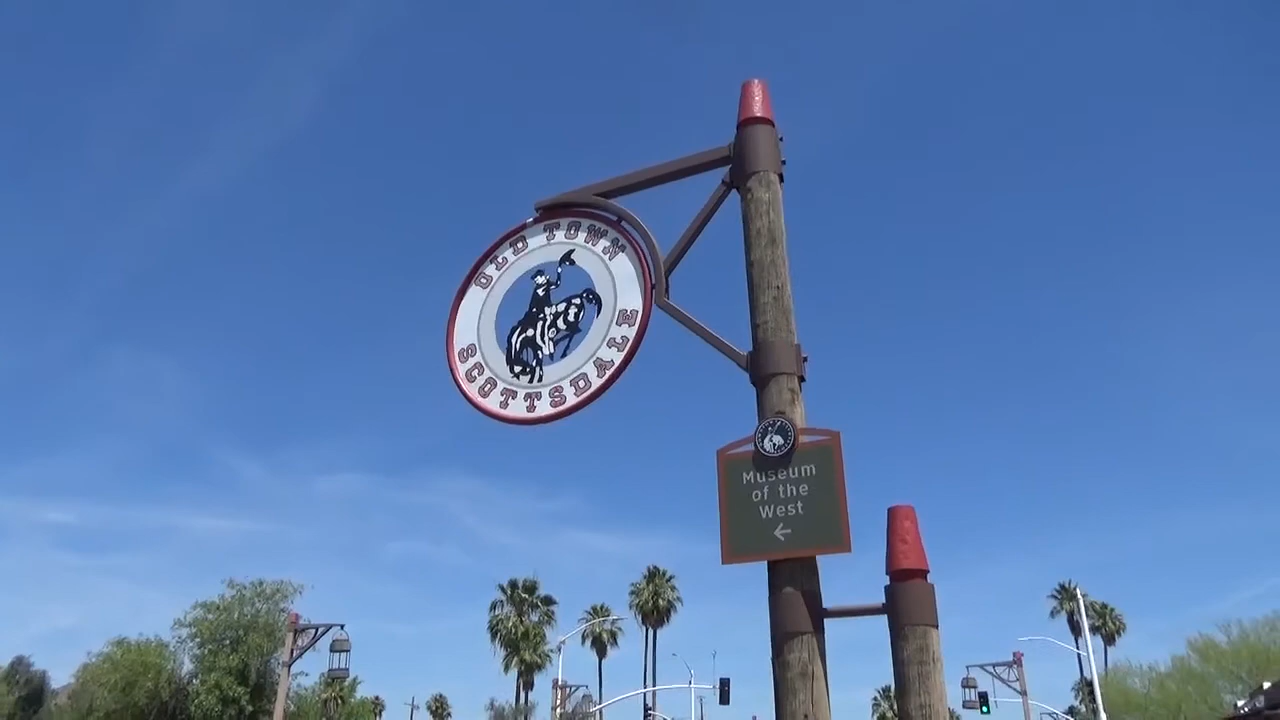 OLD TOWN
SCOTTSDALE
Museum
of the
West
←